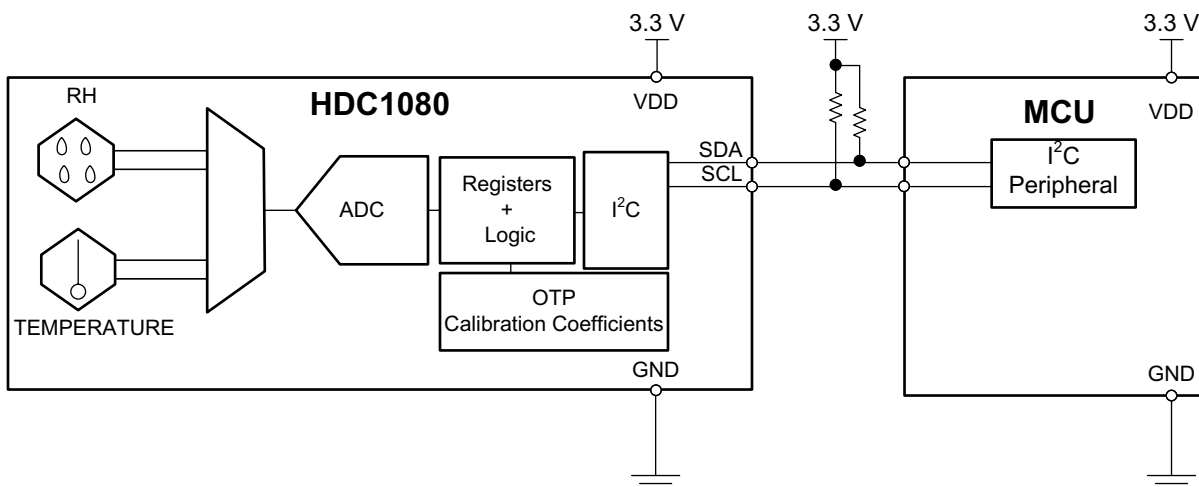 3.3 V
3.3 V
3.3 V
RH
HDC1080
VDD
MCU
VDD
SDA
SCL
ADC
Registers
+
Logic
I²C
I²C
Peripheral
TEMPERATURE
OTP
Calibration Coefficients
GND
GND